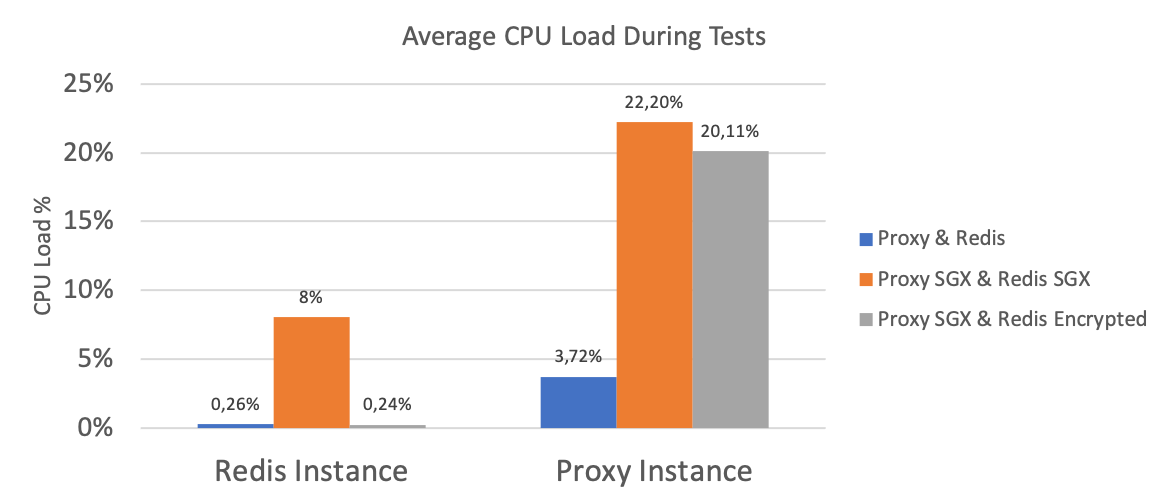 Average CPU Load During Tests
25%
20%
15%
10%
5%
0%
CPU Load %
0,26%
8%
0,24%
3,72%
22,20%
20,11%
Redis Instance
Proxy Instance
Proxy & Redis
Proxy SGX & Redis SGX
Proxy SGX & Redis Encrypted